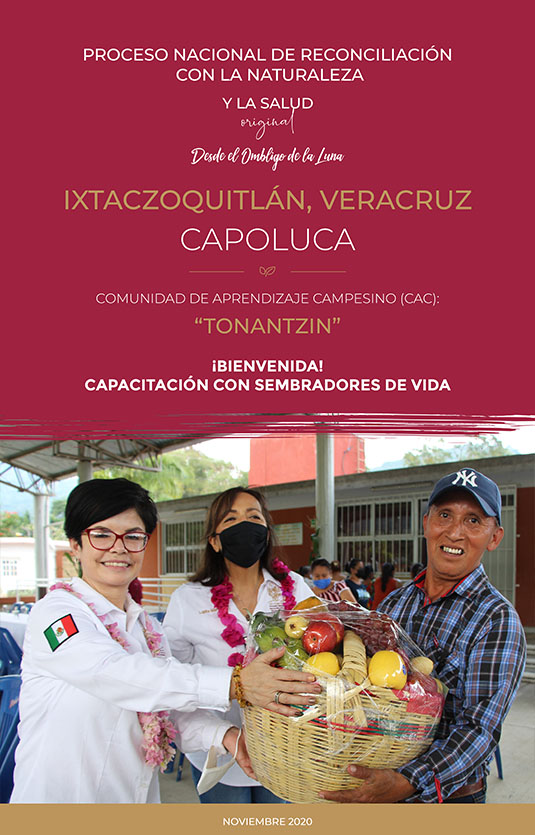 PROCESO NACIONAL DE RECONCILIACIÓN
CON LA NATURALEZA
Y LA SALUD
original
Desde el Ombligo de la Luna
IXTACZOQUITLÁN, VERACRUZ
CAPOLUCA
COMUNIDAD DE APRENDIZAJE CAMPESINO (CAC):
“TONANTZIN”
¡BIENVENIDA!
CAPACITACIÓN CON SEMBRADORES DE VIDA
NY
NOVIEMBRE 2020